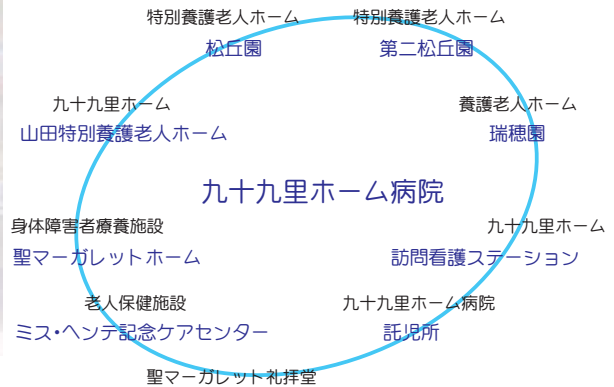 特別養護老人ホーム
松丘園
特別養護老人ホーム
第二松丘園
九十九里ホーム
山田特別養護老人ホーム
養護老人ホーム
瑞穂園
九十九里ホーム病院
身体障害者療養施設
聖マーガレットホーム
九十九里ホーム
訪問看護ステーション
老人保健施設
ミス・ヘンテ記念ケアセンター
九十九里ホーム病院
託児所
聖マーガレット礼拝堂